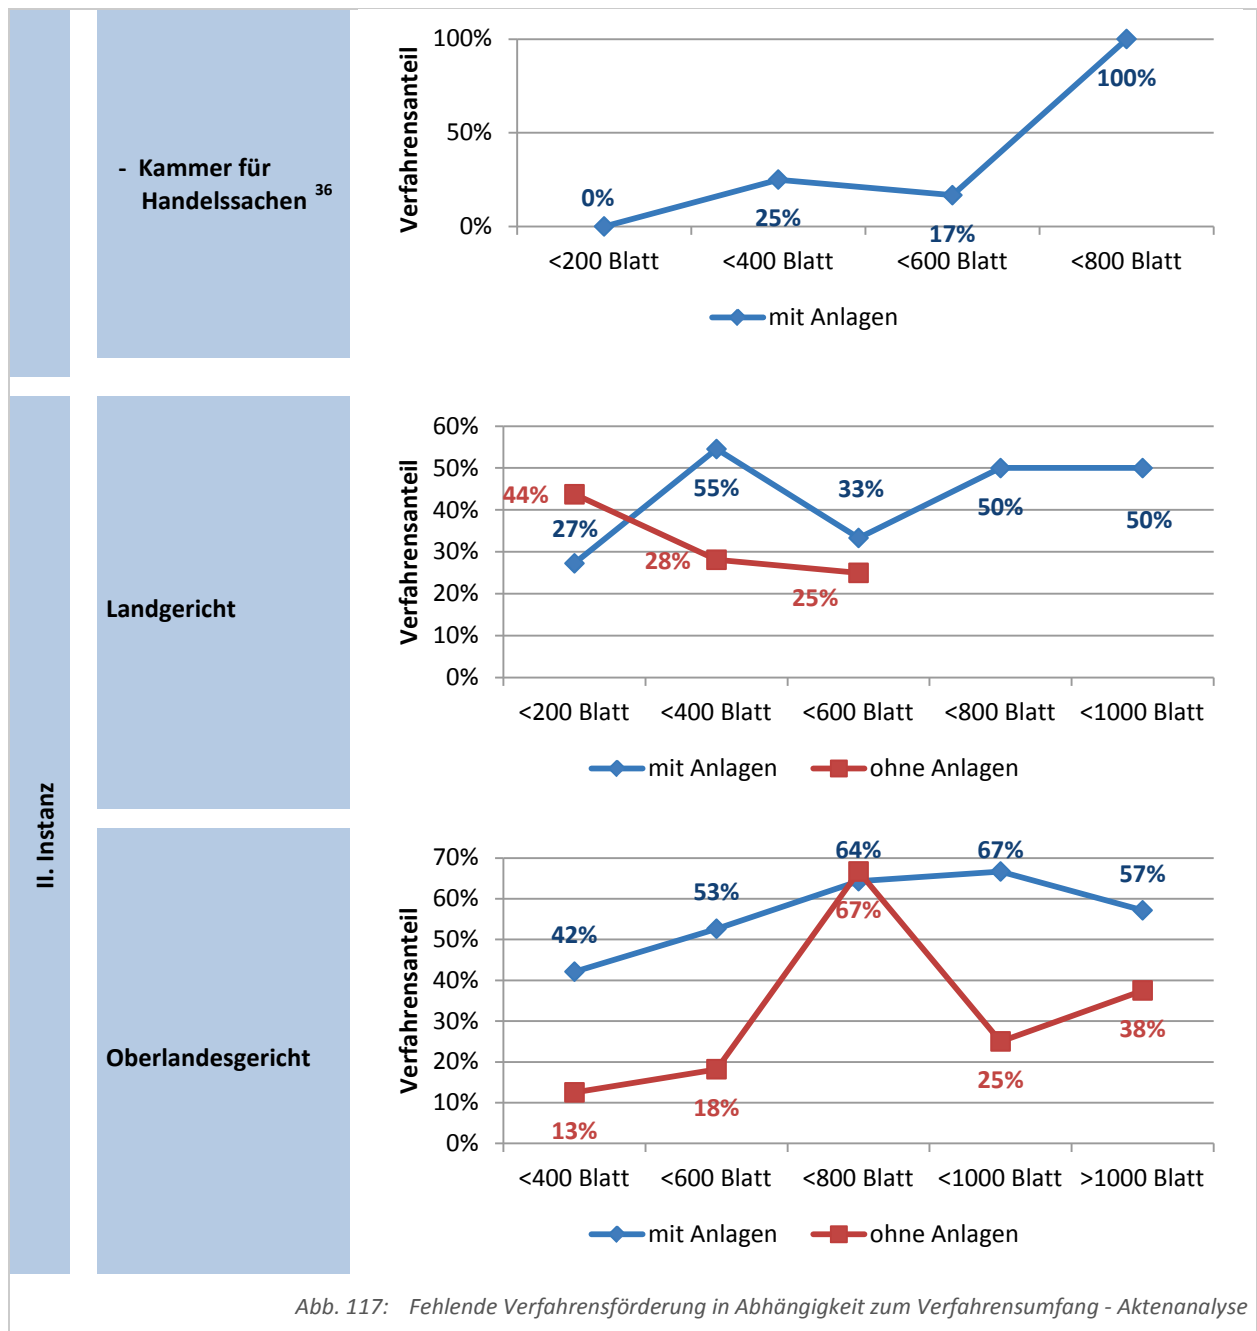 - Kammer für
Handelssachen 36
Verfahrensanteil
100%
50%
0%
0%
25%
17%
100%
<200 Blatt
<400 Blatt
<600 Blatt
<800 Blatt
mit Anlagen
II. Instanz
Landgericht
Verfahrensanteil
60%
50%
40%
30%
20%
10%
0%
44%
27%
55%
28%
33%
25%
50%
50%
<200 Blatt
<400 Blatt
<600 Blatt
<800 Blatt
<1000 Blatt
mit Anlagen
ohne Anlagen
Oberlandesgericht
Verfahrensanteil
70%
60%
50%
40%
30%
20%
10%
0%
42%
53%
64%
67%
57%
13%
18%
67%
25%
38%
<400 Blatt
<600 Blatt
<800 Blatt
<1000 Blatt
>1000 Blatt
mit Anlagen
ohne Anlagen
Abb. 117: Fehlende Verfahrensförderung in Abhängigkeit zum Verfahrensumfang - Aktenanalyse